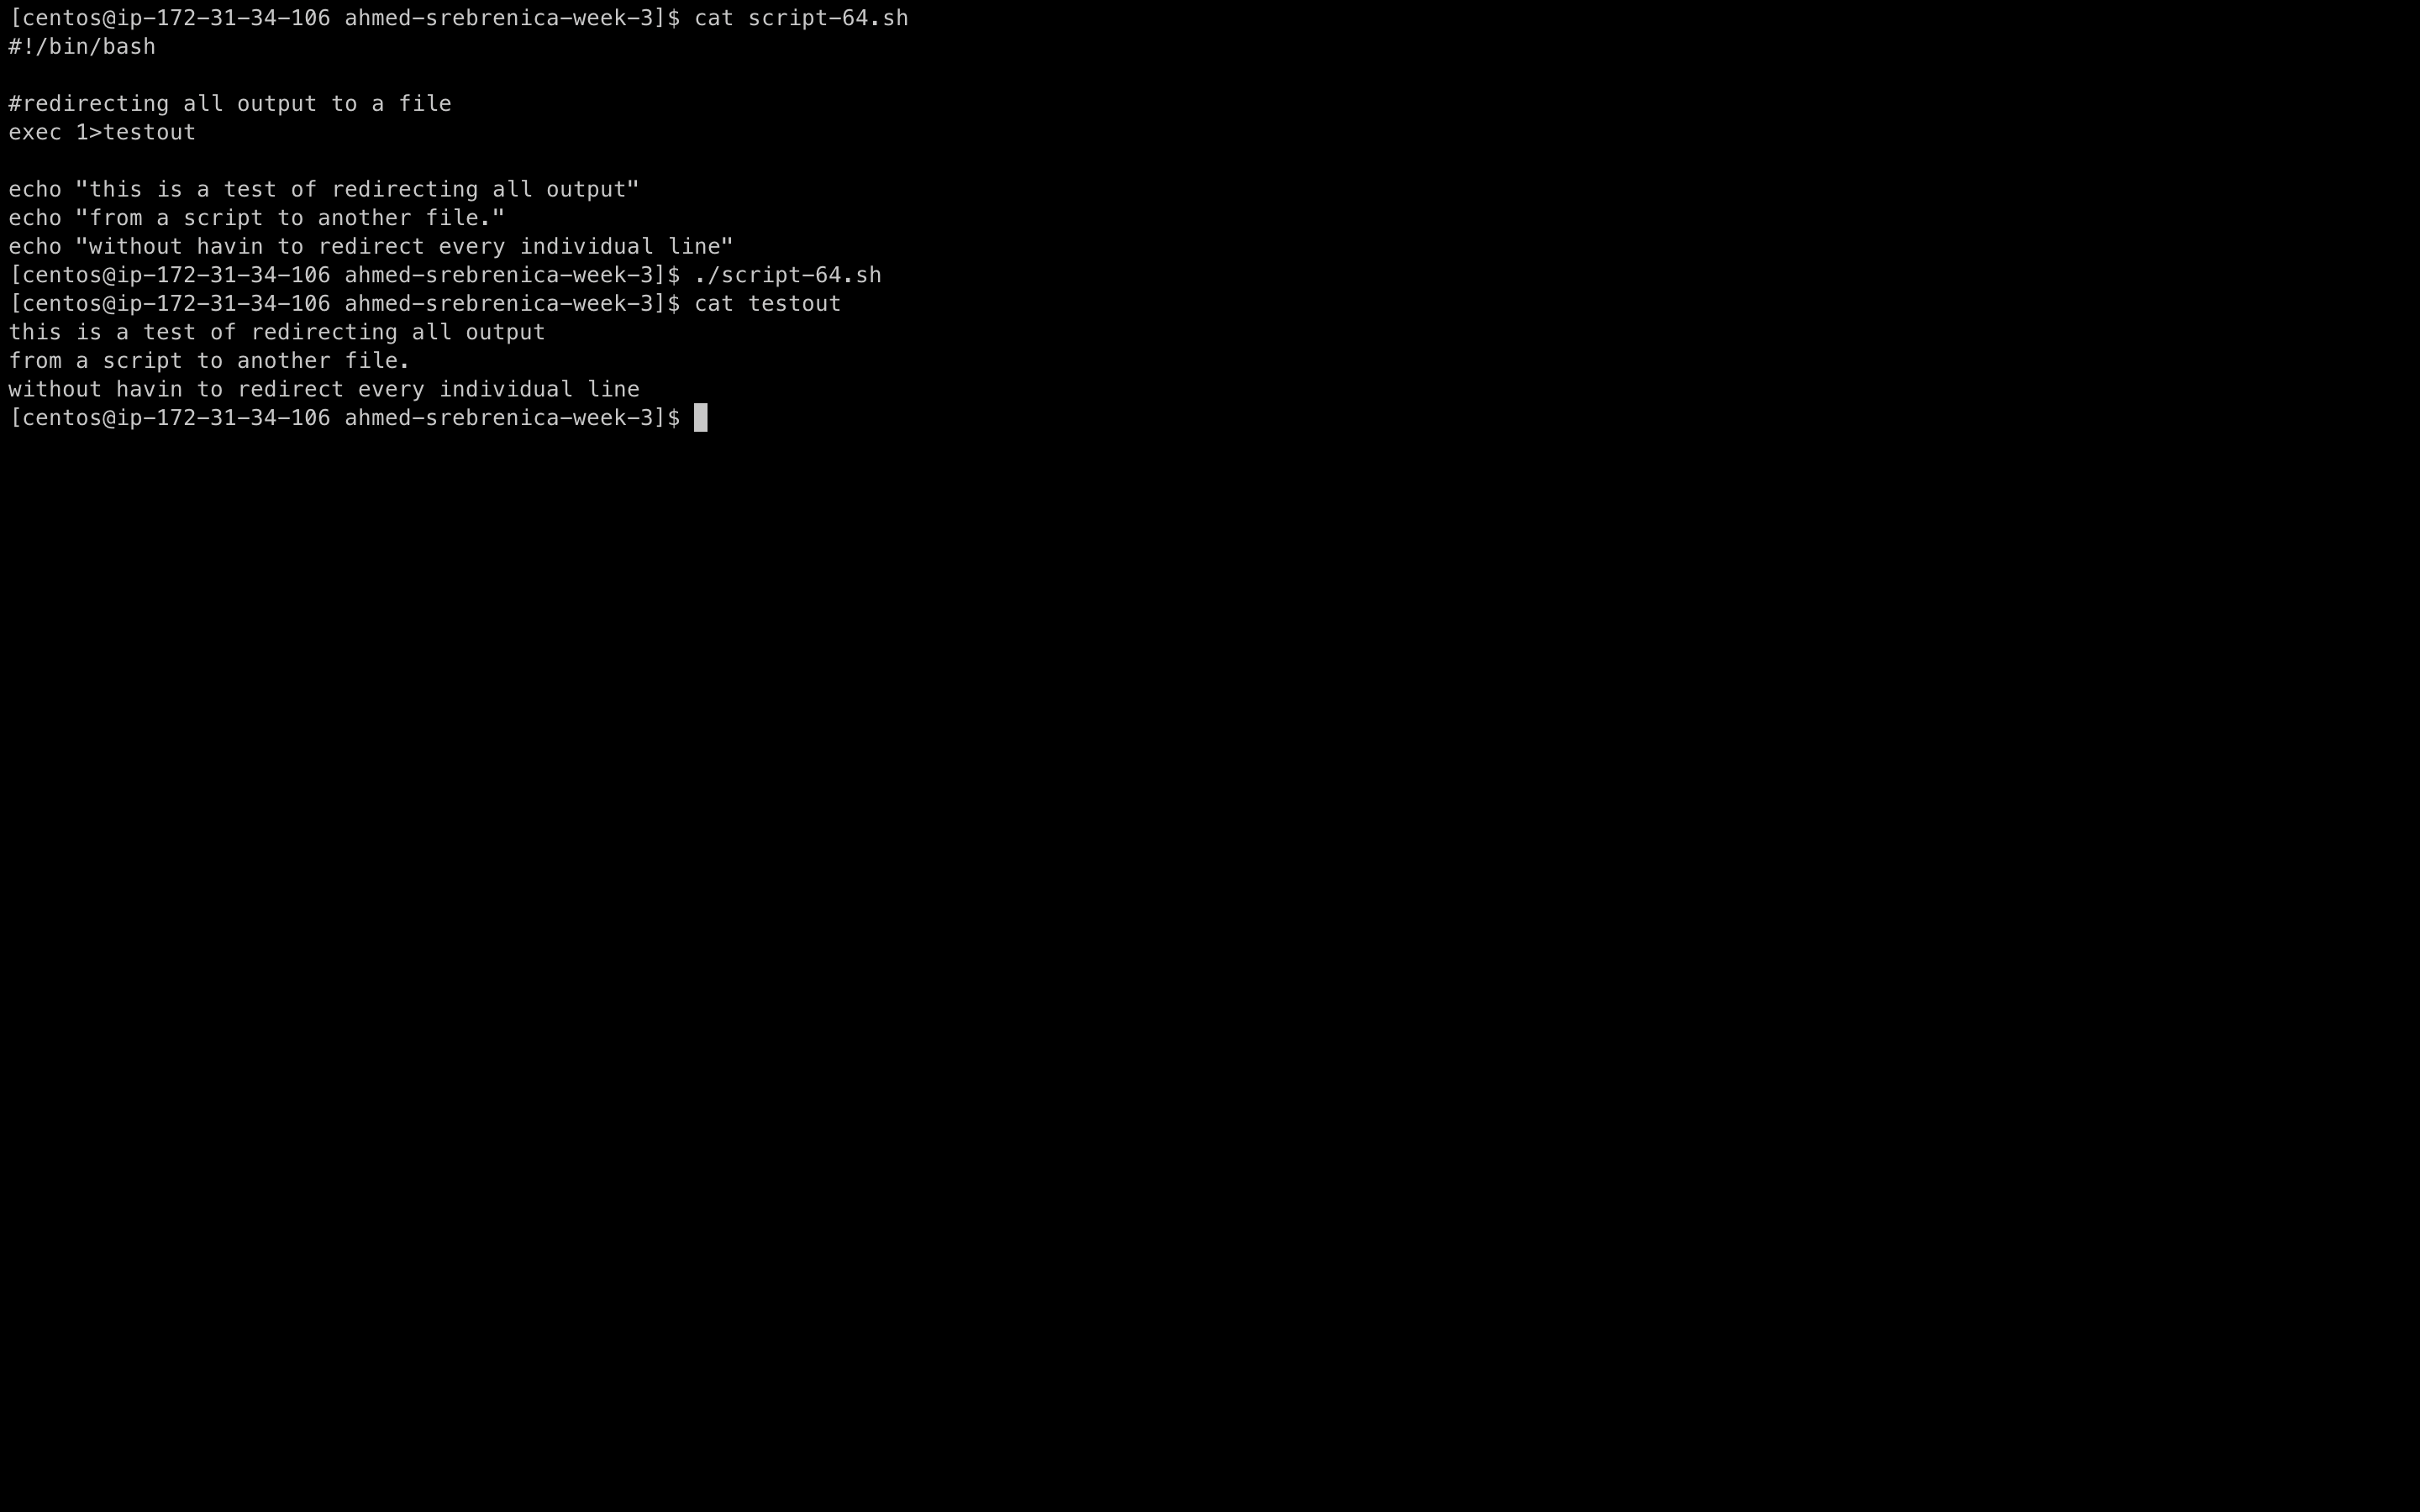 [centos@ip-172-31-34-106 ahmed-srebrenica-week-3]$ cat script-64.sh
#!/bin/bash

#redirecting all output to a file
exec 1>testout

echo "this is a test of redirecting all output"
echo "from a script to another file."
echo "without havin to redirect every individual line"
[centos@ip-172-31-34-106 ahmed-srebrenica-week-3]$ ./script-64.sh
[centos@ip-172-31-34-106 ahmed-srebrenica-week-3]$ cat testout
this is a test of redirecting all output
from a script to another file.
without havin to redirect every individual line
[centos@ip-172-31-34-106 ahmed-srebrenica-week-3]$